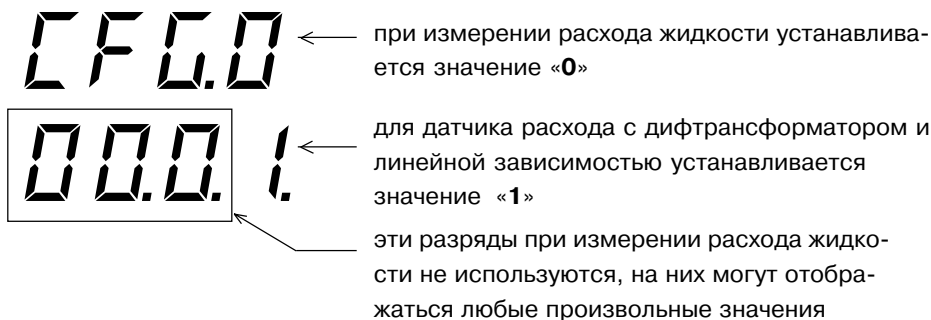 CFG.0
при измерении расхода жидкости устанавлива-
ется значение «0»
00.0.1.
для датчика расхода с дифтрансформатором и
линейной зависимостью устанавливается
значение «1»
эти разряды при измерении расхода жидко-
сти не используются, на них могут отобра-
жаться любые произвольные значения